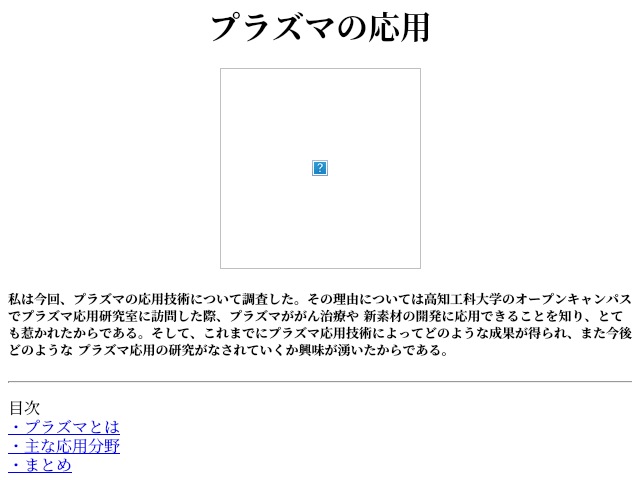 プラズマの応用
私は今回、プラズマの応用技術について調査した。その理由については高知工科大学のオープンキャンパス
でプラズマ応用研究室に訪問した際、プラズマががん治療や 新素材の開発に応用できることを知り、とて
も惹かれたからである。そして、これまでにプラズマ応用技術によってどのような成果が得られ、また今後
どのような プラズマ応用の研究がなされていくか興味が湧いたからである。
目次
・プラズマとは
・主な応用分野
・まとめ